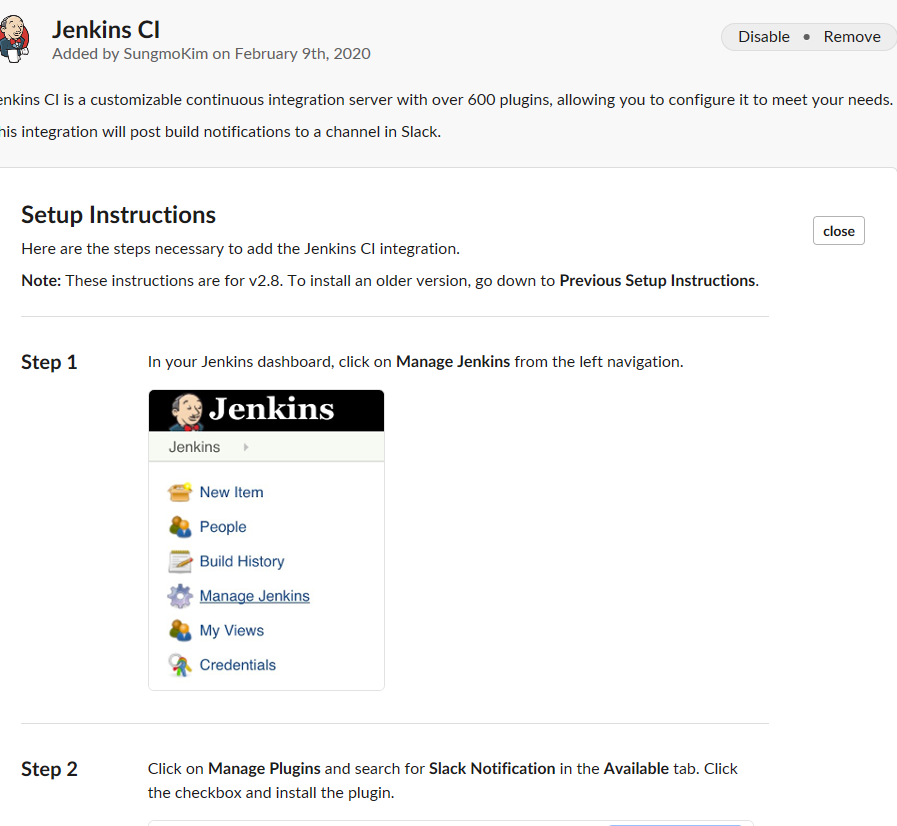 Jenkins CI
Added by SungmoKim on February 9th, 2020
Disable • Remove
enkins CI is a customizable continuous integration server with over 600 plugins, allowing you to configure it to meet your needs.
his integration will post build notifications to a channel in Slack.
Setup Instructions
close
Here are the steps necessary to add the Jenkins CI integration.
Note: These instructions are for v2.8. To install an older version, go down to Previous Setup Instructions.
Step 1
In your Jenkins dashboard, click on Manage Jenkins from the left navigation.
Jenkins
Jenkins
New Item
People
Build History
Manage Jenkins
My Views
Credentials
Step 2
Click on Manage Plugins and search for Slack Notification in the Available tab. Click
the checkbox and install the plugin.